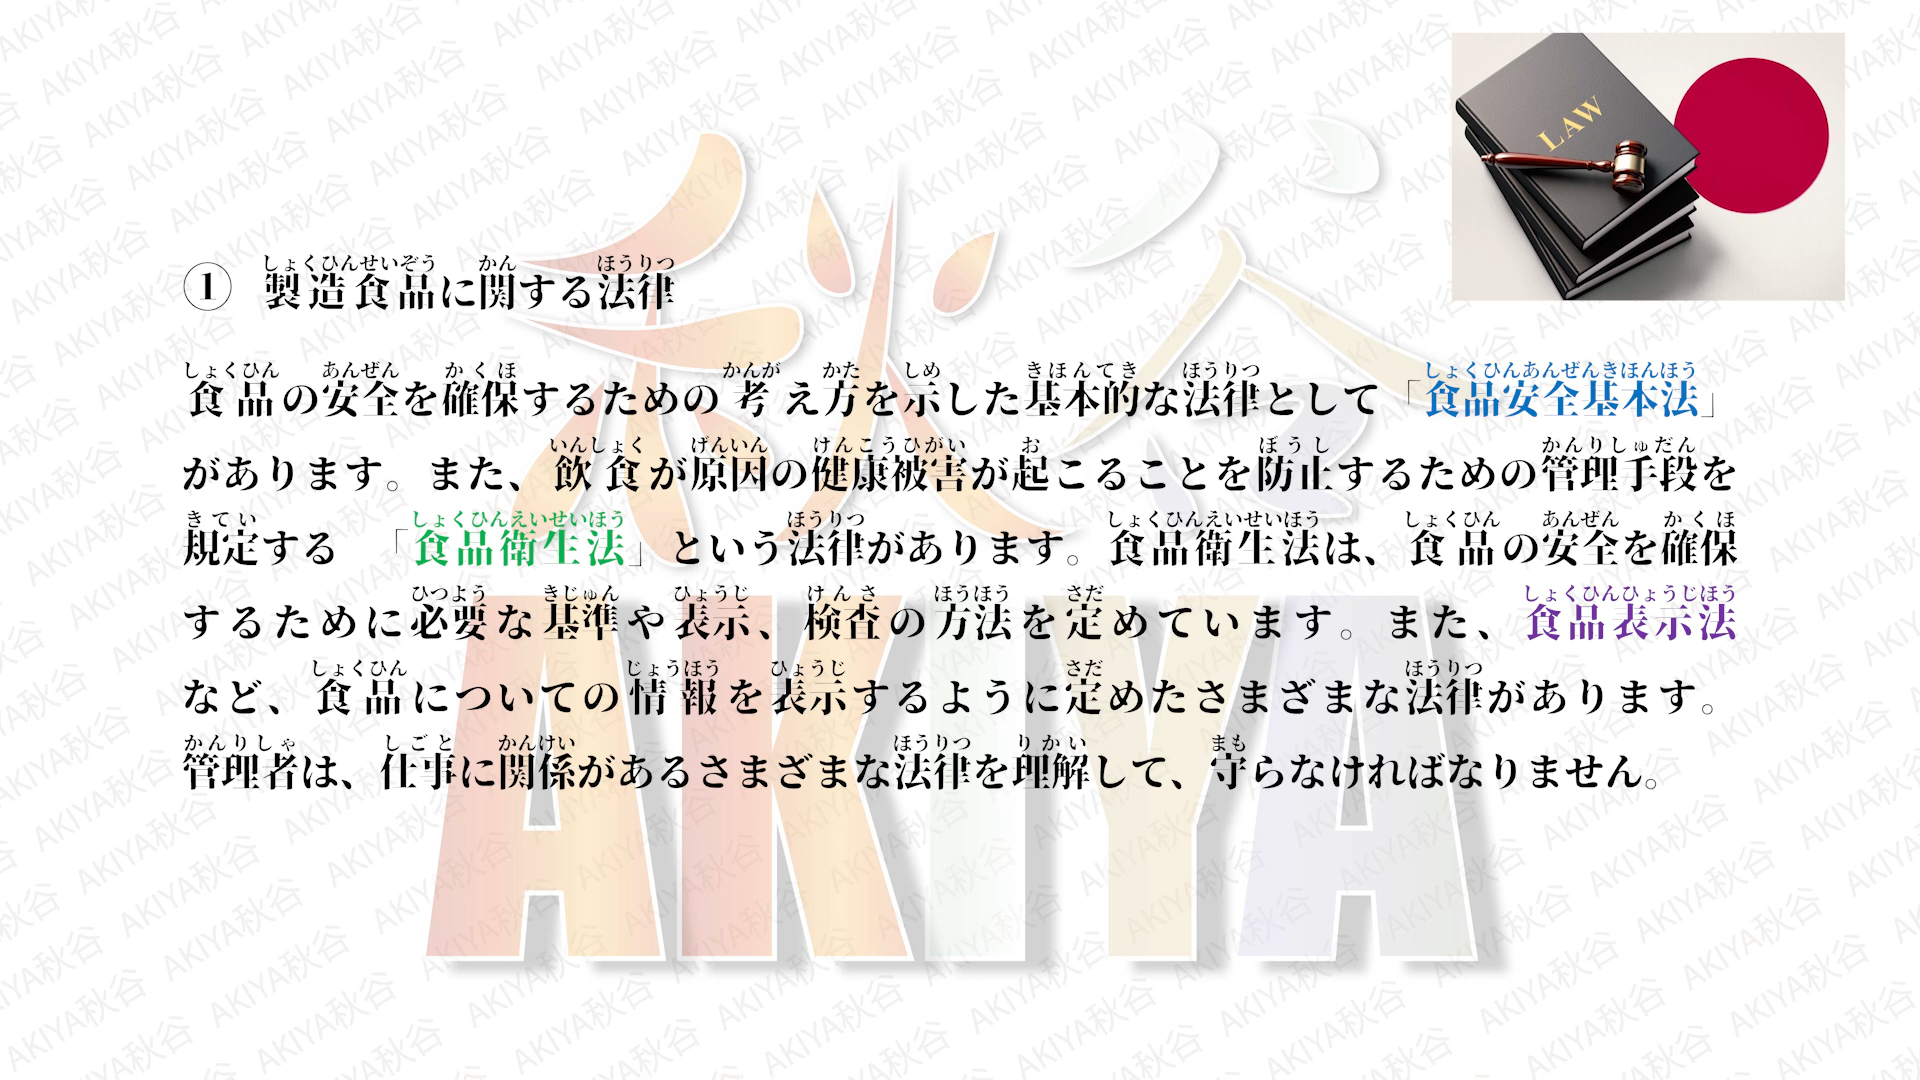 LAW
① 製造食品に関する法律
食品の安全を確保するための考え方を示した基本的な法律として「食品安全基本法」
があります。また、飲食が原因の健康被害が起こることを防止するための管理手段を
規定する 「食品衛生法」という法律があります。食品衛生法は、食品の安全を確保
するために必要な基準や表示、検査の方法を定めています。また、食品表示法
など、食品についての情報を表示するように定めたさまざまな法律があります。
管理者は、仕事に関係があるさまざまな法律を理解して、守らなければなりません。
秋谷
AKIYA